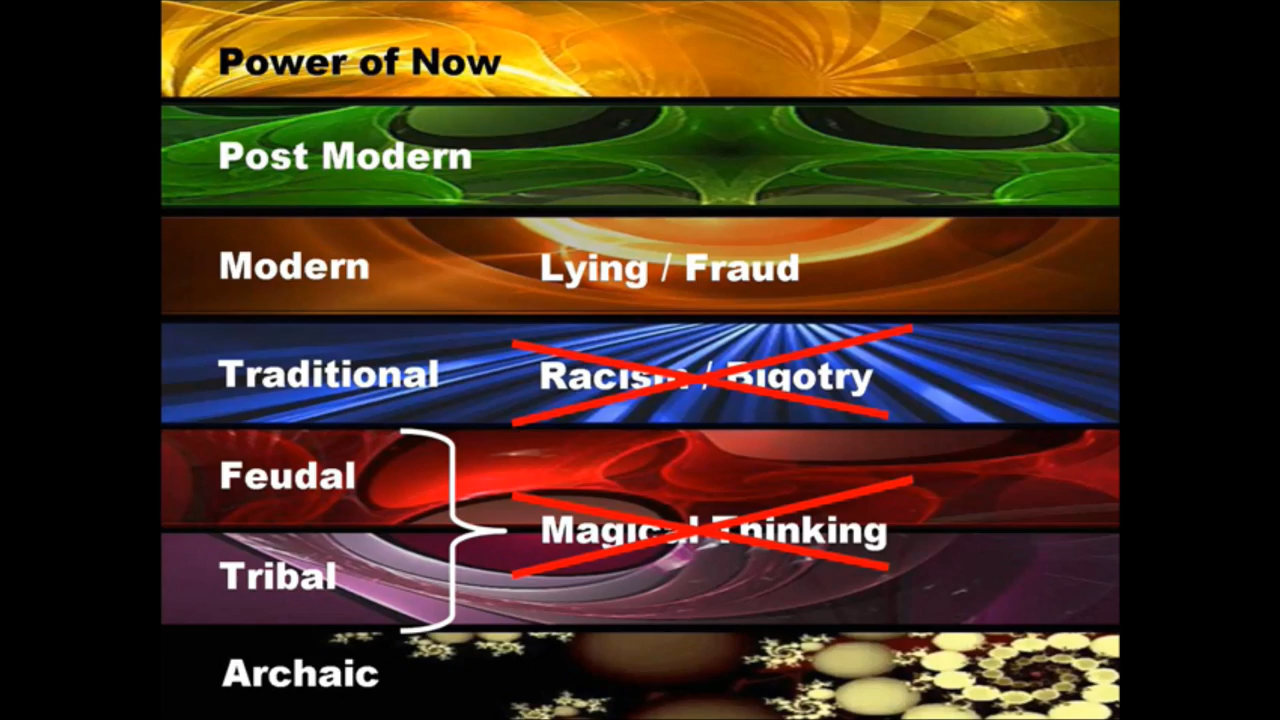 Power of Now
Post Modern
Modern
Lying / Fraud
Traditional
Racism / Bigotry
Feudal
Magical Thinking
Tribal
Archaic